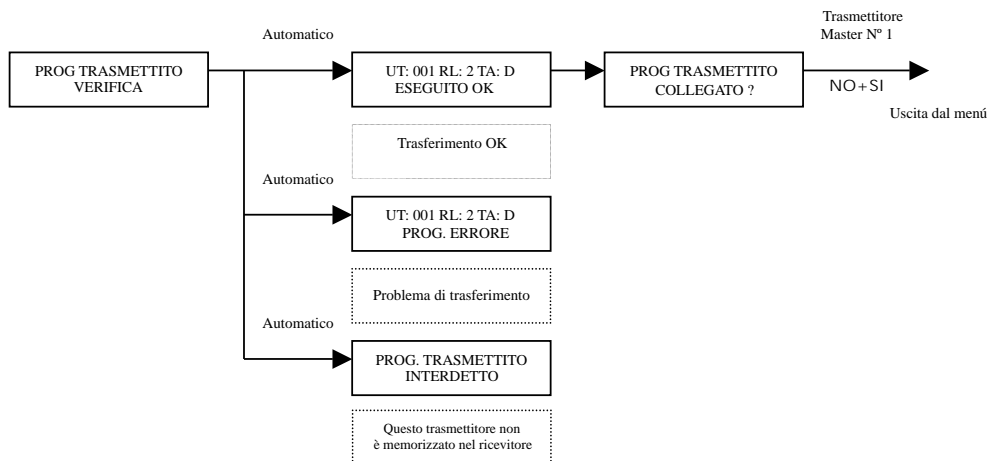 Trasmettitore
Master Nº 1
Automatico
PROG TRASMETTITO
VERIFICA
UT: 001 RL: 2 TA: D
ESEGUITO OK
PROG TRASMETTITO
COLLEGATO ?
NO+SI
Uscita dal menú
Trasferimento OK
Automatico
UT: 001 RL: 2 TA: D
PROG. ERRORE
Problema di trasferimento
Automatico
PROG. TRASMETTITO
INTERDETTO
Questo trasmettitore non
è memorizzato nel ricevitore